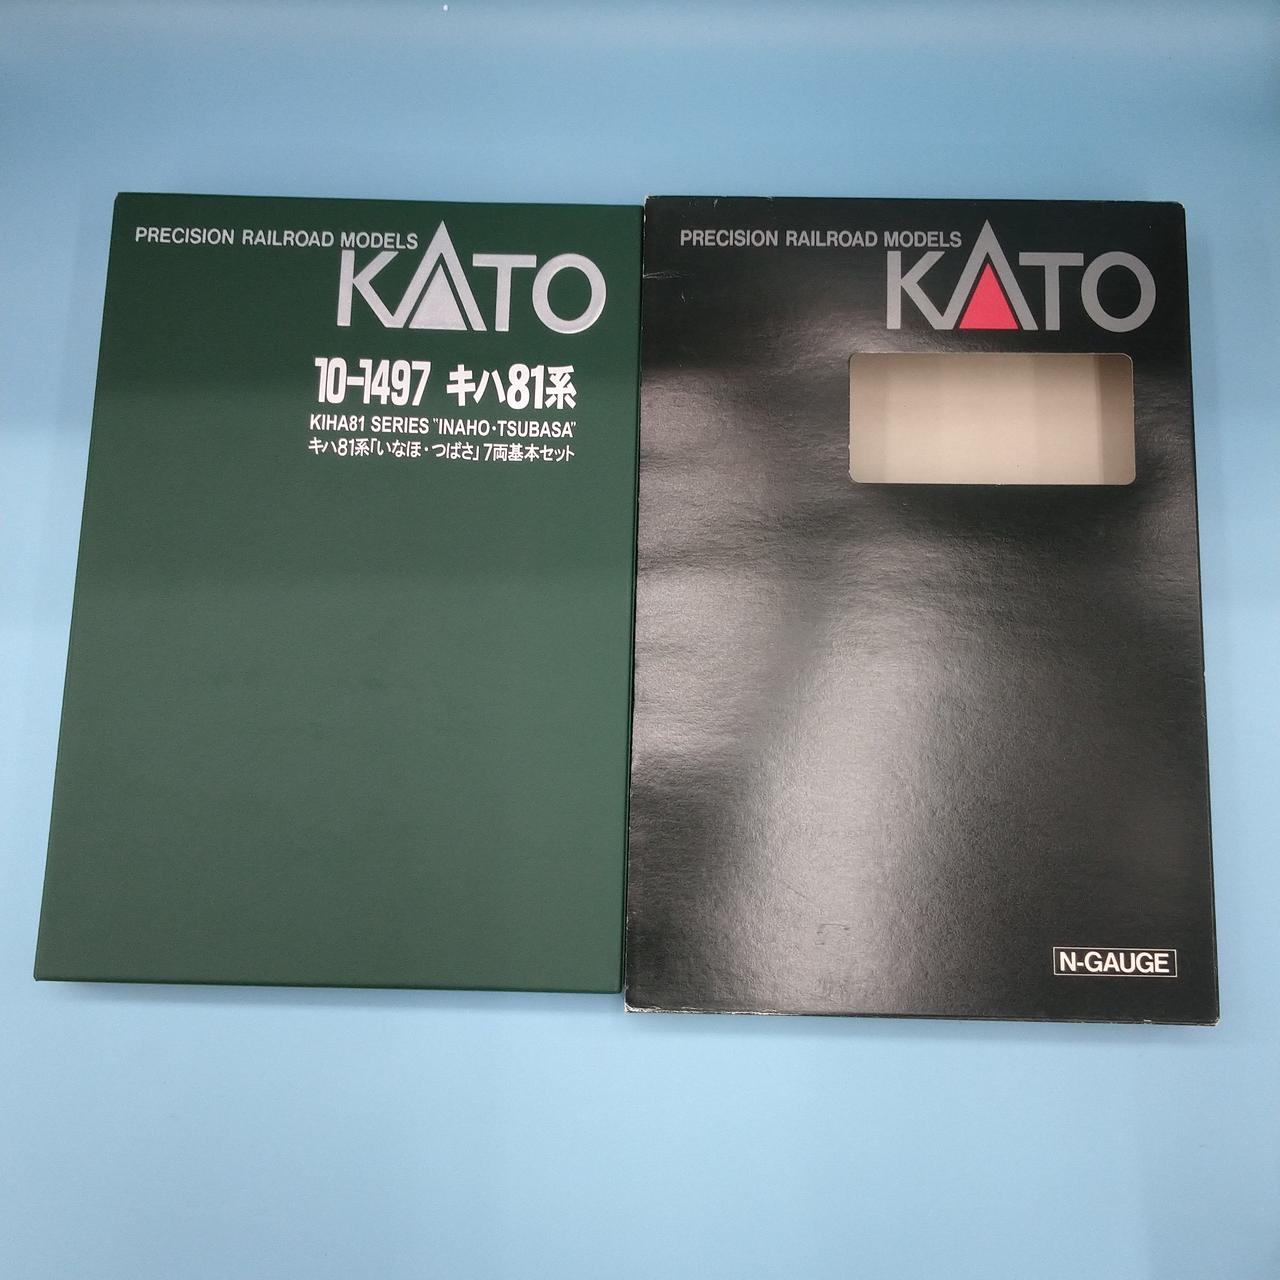 PRECISION RAILROAD MODELS
KATO
10-1497 キハ81系
KIHA81 SERIES "INAHO・TSUBASA"
キハ81系「いなほ・つばさ」7両基本セット
PRECISION RAILROAD MODELS
KATO
N-GAUGE